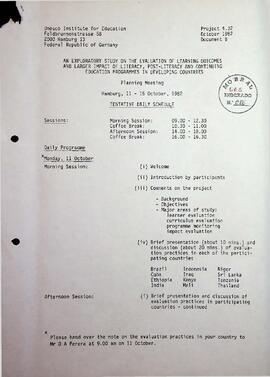 Unesco Institute for Education
Feldbrunnenstrasse 58
2000 Hamburg 13
Federal Republic of Germany
Project 4.37
October 1982
Document 8
AN EXPLORATORY STUDY ON THE EVALUATION OF LEARNING OUTCOMES
AND LARGER IMPACT OF LITERACY, POST-LITERACY AND CONTINUING
EDUCATION PROGRAMMES IN DEVELOPING COUNTRIES
Planning Meeting
Hamburg, 11 - 15 October, 1982
TENTATIVE DAILY SCHEDULE
MOBRAL
Sessions: Morning Session: 09.00 - 12.30
Coffee Break: 10.30 - 11.00
Afternoon Session: 14.00 - 18.00
Coffee Break: 16.00 - 16.30
Daily Programme
*Monday, 11 October
Morning Session: (i) Welcome
(ii) Introduction by participants
(iii) Comments on the project
- Background
- Objectives
- Major areas of study:
learner evaluation
curriculum evaluation
programme monitoring
impact evaluation
(iv) Brief presentation (about 10 mins.) and
discussion (about 20 mins.) of evalua-
tion practices in each of the partici-
pating countries
Brazil Indonesia Niger
Cuba Iraq Sri Lanka
Ethiopia Kenya Tanzania
India Mali Thailand
Afternoon Session: (i) Brief presentation and discussion of
evaluation practices in participating
countries - continued
* Please hand over the note on the evaluation practices in your country to
Mr D A Perera at 9.00 am on 11 October.